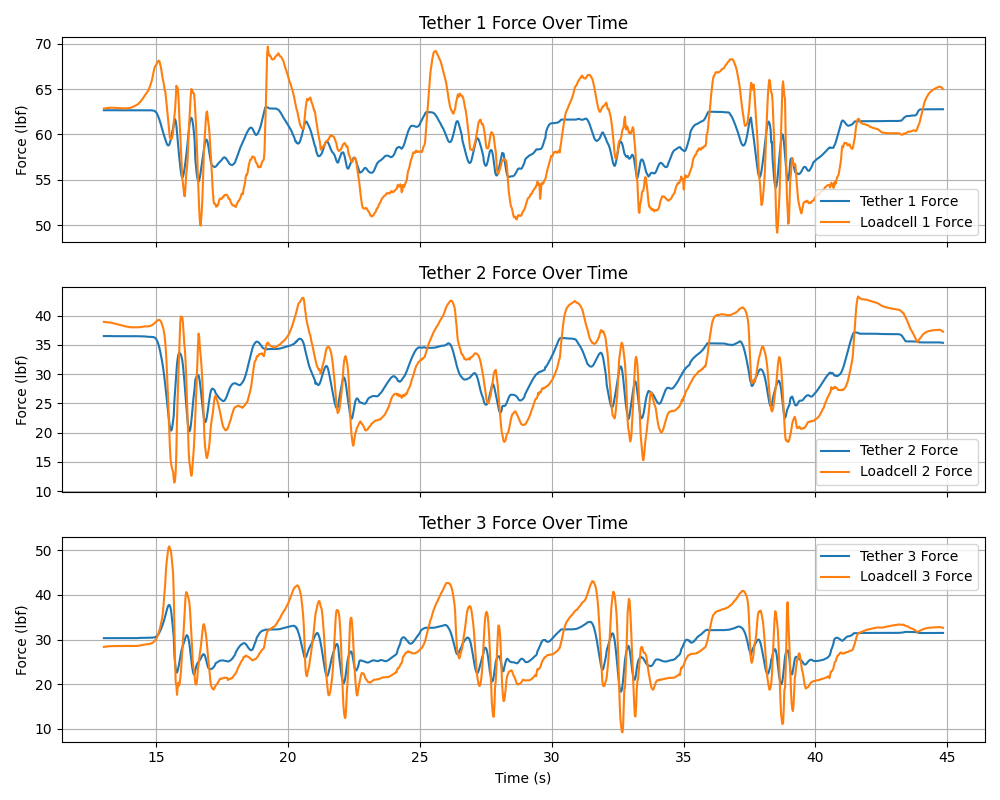 Tether 1 Force Over Time
70
65
60
55
50
Force (lbf)
Tether 1 Force
Loadcell 1 Force
Tether 2 Force Over Time
40
35
30
25
20
15
10
Force (lbf)
Tether 2 Force
Loadcell 2 Force
Tether 3 Force Over Time
50
40
30
20
10
Force (lbf)
Tether 3 Force
Loadcell 3 Force
15 20 25 30 35 40 45
Time (s)